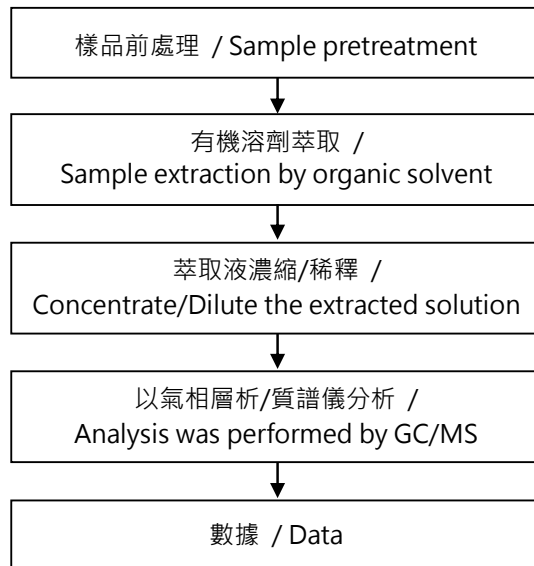 樣品前處理 / Sample pretreatment
有機溶劑萃取 /
Sample extraction by organic solvent
萃取液濃縮/稀釋 /
Concentrate/Dilute the extracted solution
以氣相層析/質譜儀分析 /
Analysis was performed by GC/MS
數據 / Data